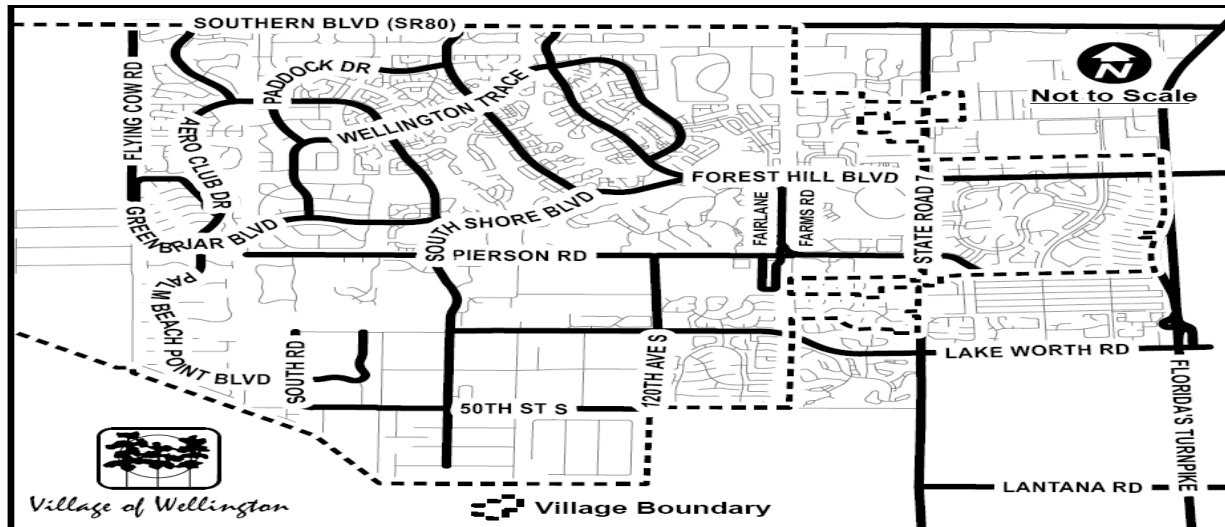 SOUTHERN BLVD (SR80)
FLYING COW RD
PADDOCK DR
N
Not to Scale
WELLINGTON TRACE
AERO CLUB DR
FOREST HILL BLVD
STATE ROAD 7
GREENBRIAR BLVD
SOUTH SHORE BLVD
FAIRLANE
FARMS RD
PIERSON RD
PALM BEACH POINT BLVD
SOUTH RD
120TH AVE S
LAKE WORTH RD
FLORIDA'S TURNPIKE
50TH ST S
LANTANA RD
Village of Wellington
Village Boundary